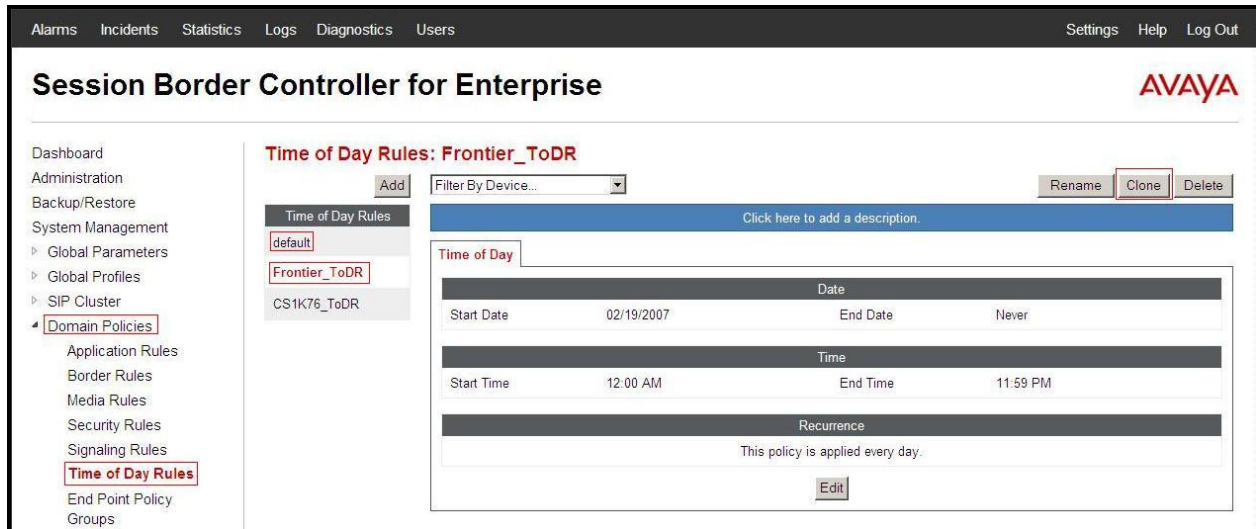 Alarms Incidents Statistics Logs Diagnostics Users Settings Help Log Out
Session Border Controller for Enterprise
AVAYA
Dashboard
Administration
Backup/Restore
System Management
Global Parameters
Global Profiles
SIP Cluster
Domain Policies
Application Rules
Border Rules
Media Rules
Security Rules
Signaling Rules
Time of Day Rules
End Point Policy
Groups
Time of Day Rules: Frontier_ToDR
Add
Filter By Device...
Rename Clone Delete
Time of Day Rules
default
Frontier_ToDR
CS1K76_ToDR
Click here to add a description.
Time of Day
Date
Start Date 02/19/2007 End Date Never
Time
Start Time 12:00 AM End Time 11:59 PM
Recurrence
This policy is applied every day.
Edit